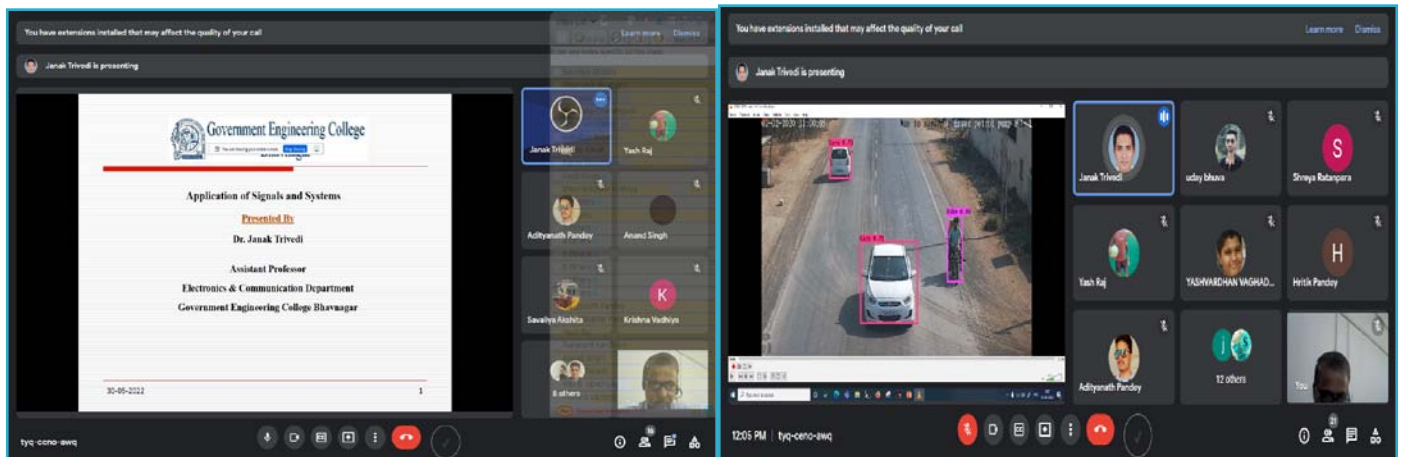 You have extensions installed that may affect the quality of your call
Learn more Dismiss
Janak Trivedi is presenting
Government Engineering College
Application of Signals and Systems
Presented By
Dr. Janak Trivedi
Assistant Professor
Electronics & Communication Department
Government Engineering College Bhavnagar
30-06-2022
1
Janak Trivedi
Yash Raj
Adityanath Pandey
Anand Singh
Savaliya Akshita
Krishna Vadhiya
K
8 others
tyq-ceno-awq
16
You have extensions installed that may affect the quality of your call
Learn more Dismiss
Janak Trivedi is presenting
Janak Trivedi
uday bhuva
S
Shreya Ratanpara
Yash Raj
YASHVARDHAN VAGHAD...
H
Hritik Pandey
Adityanath Pandey
12 others
You
12:05 PM | tyq-ceno-awq
21